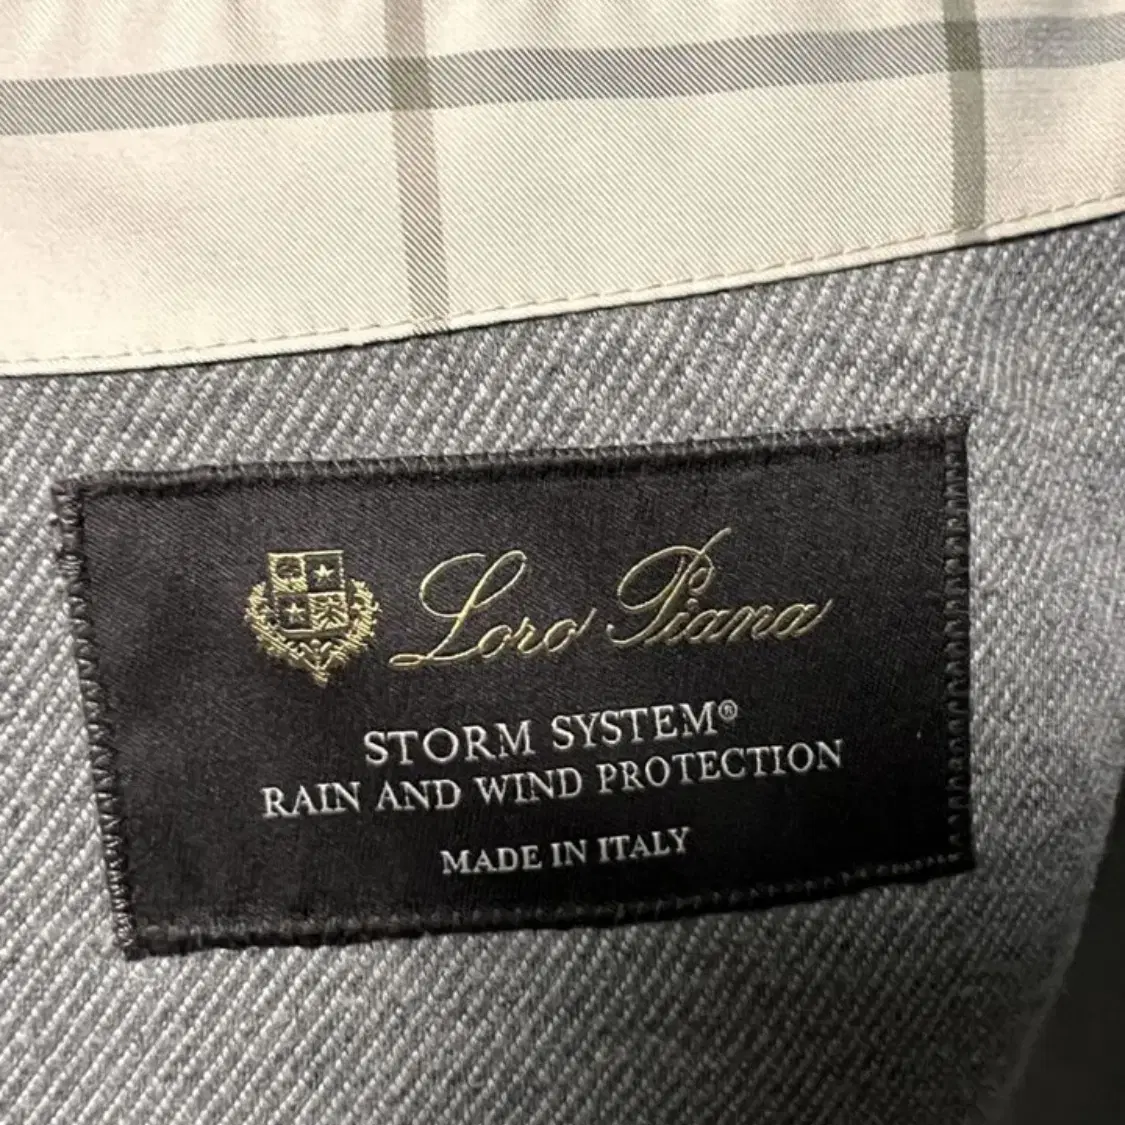 Loro Piana
STORM SYSTEM®
RAIN AND WIND PROTECTION
MADE IN ITALY